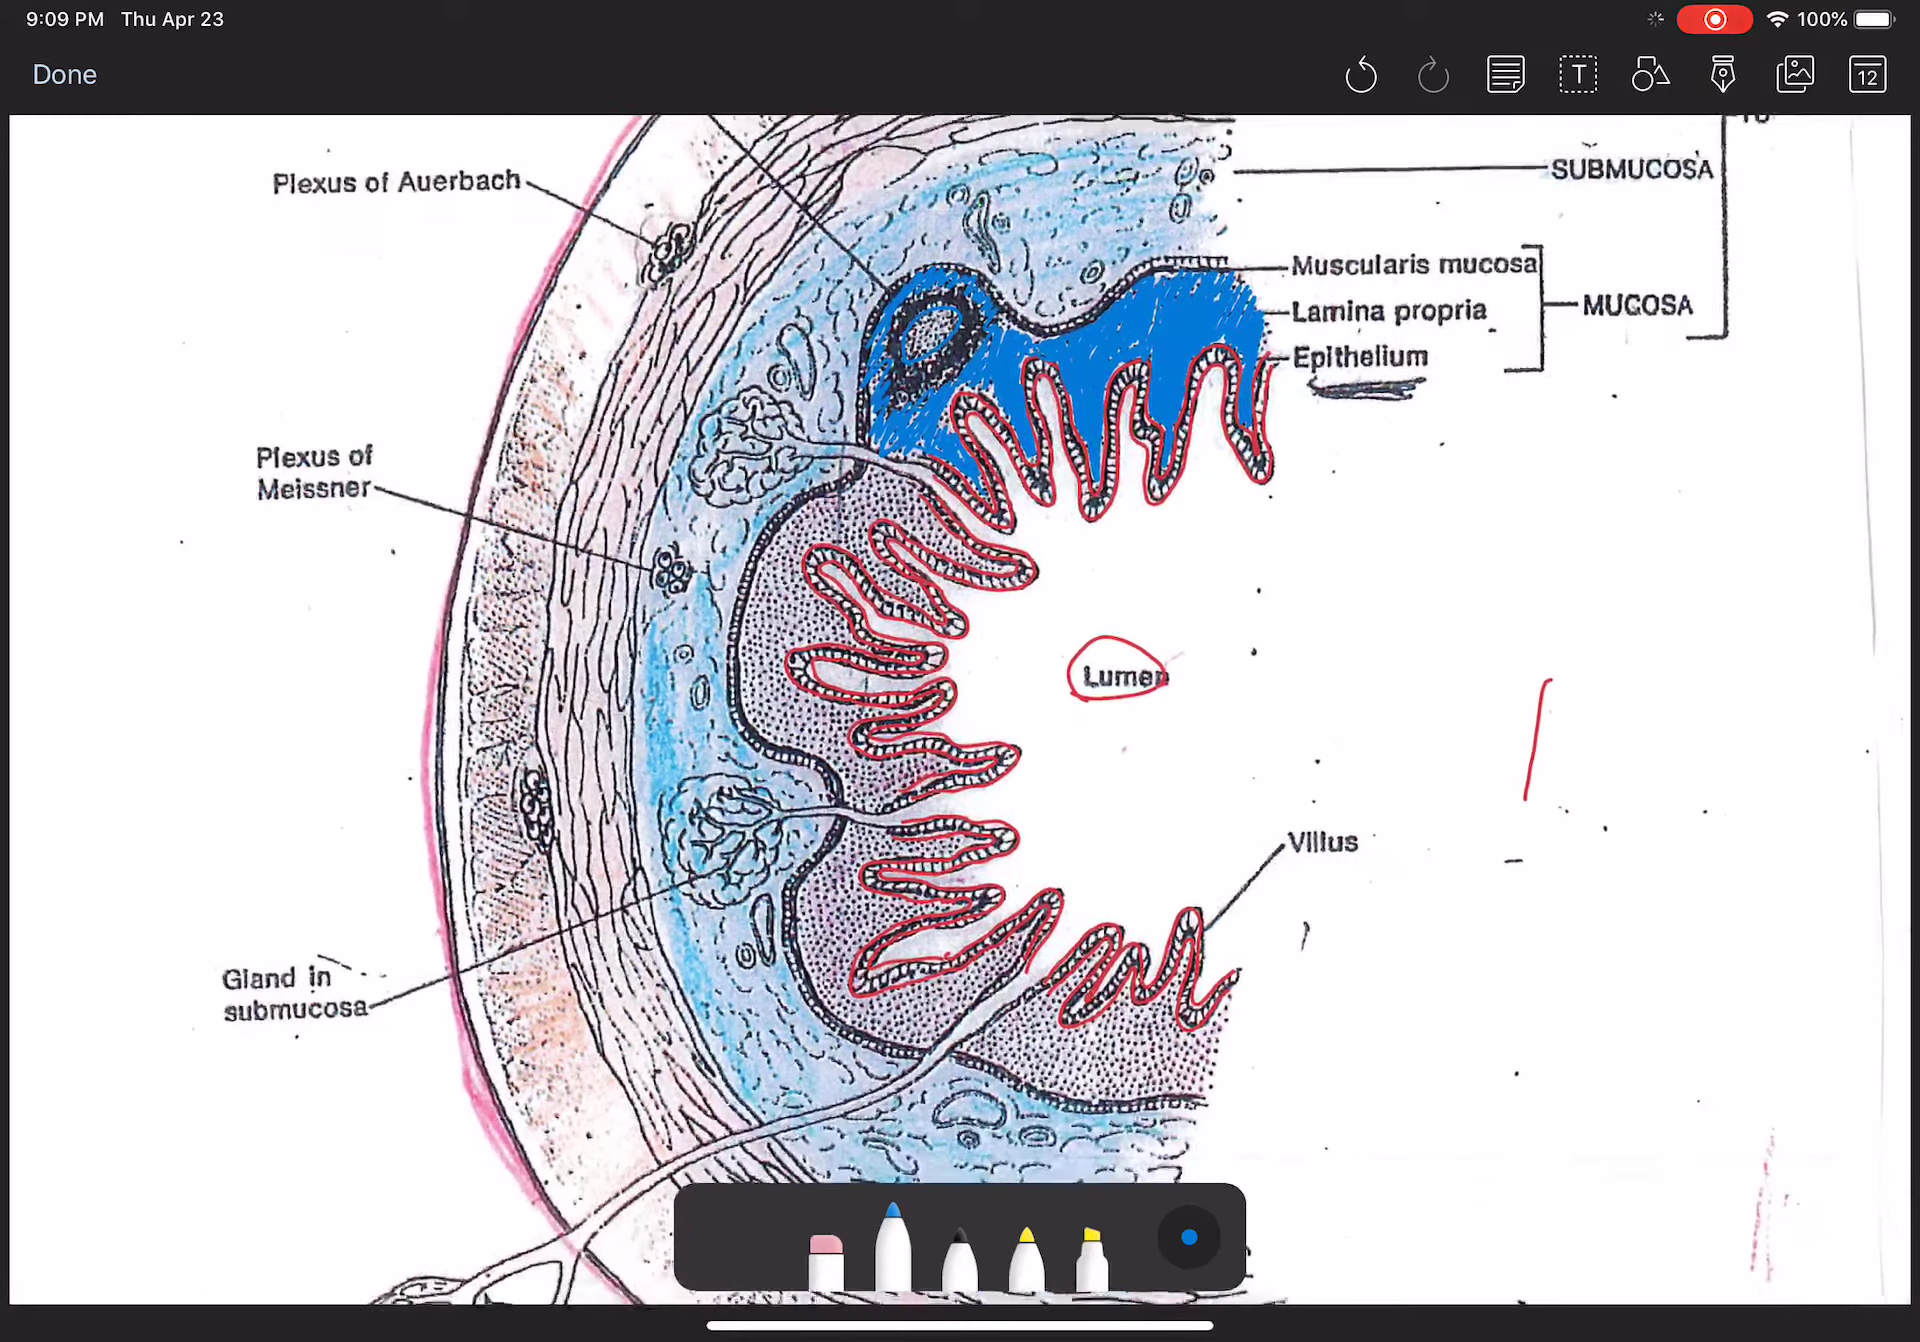 9:09 PM Thu Apr 23
100%
Done
T
12
Plexus of Auerbach
SUBMUCOSA
Muscularis mucosa
Lamina propria
MUCOSA
Epithelium
Plexus of
Meissner
Lumen
Villus
Gland in
submucosa